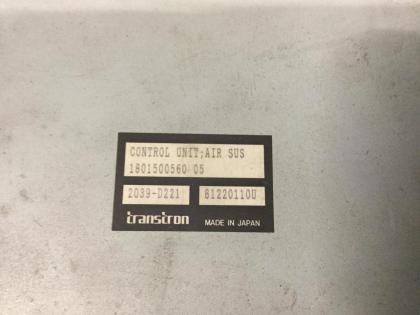 CONTROL UNIT;AIR SUS
1801500560 05
2039-D221 61220110U
transtron MADE IN JAPAN